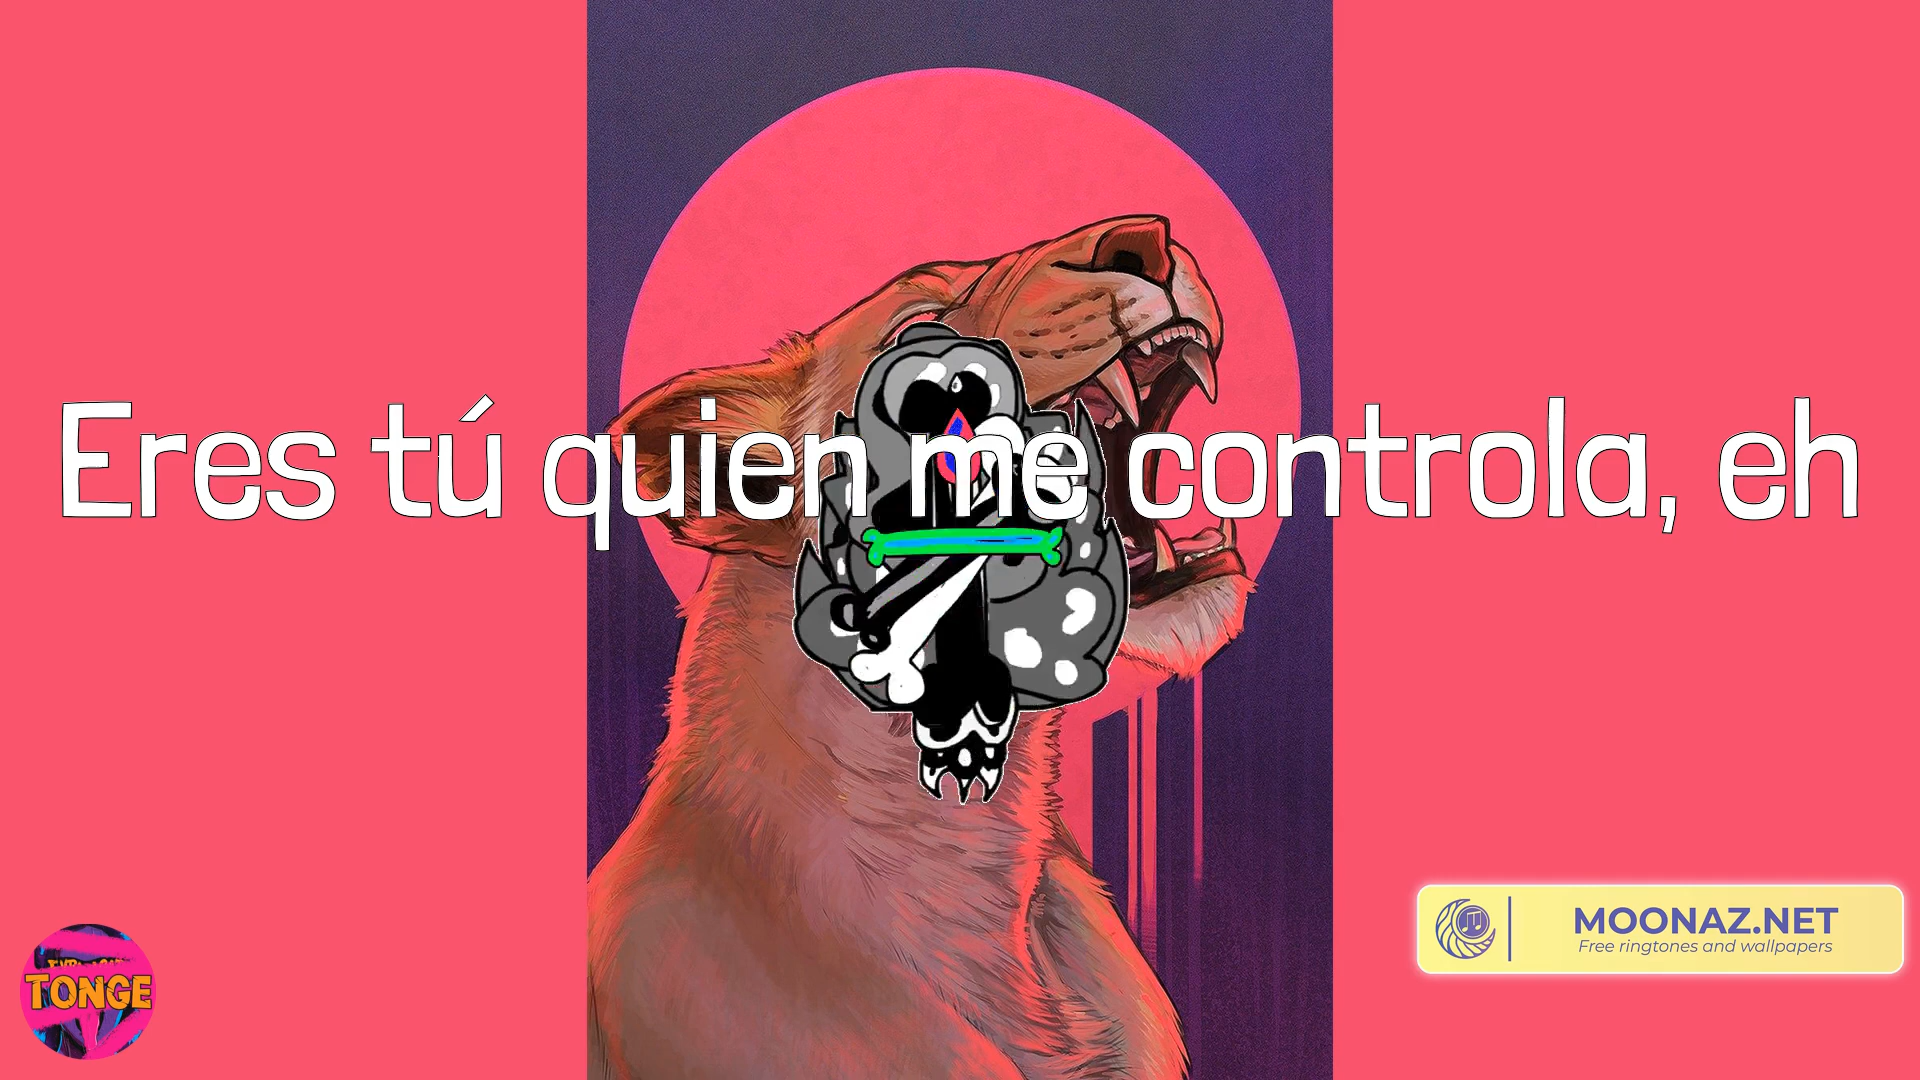 Eres tú quien me controla, eh
MOONAZ.NET
Free ringtones and wallpapers
TONGE